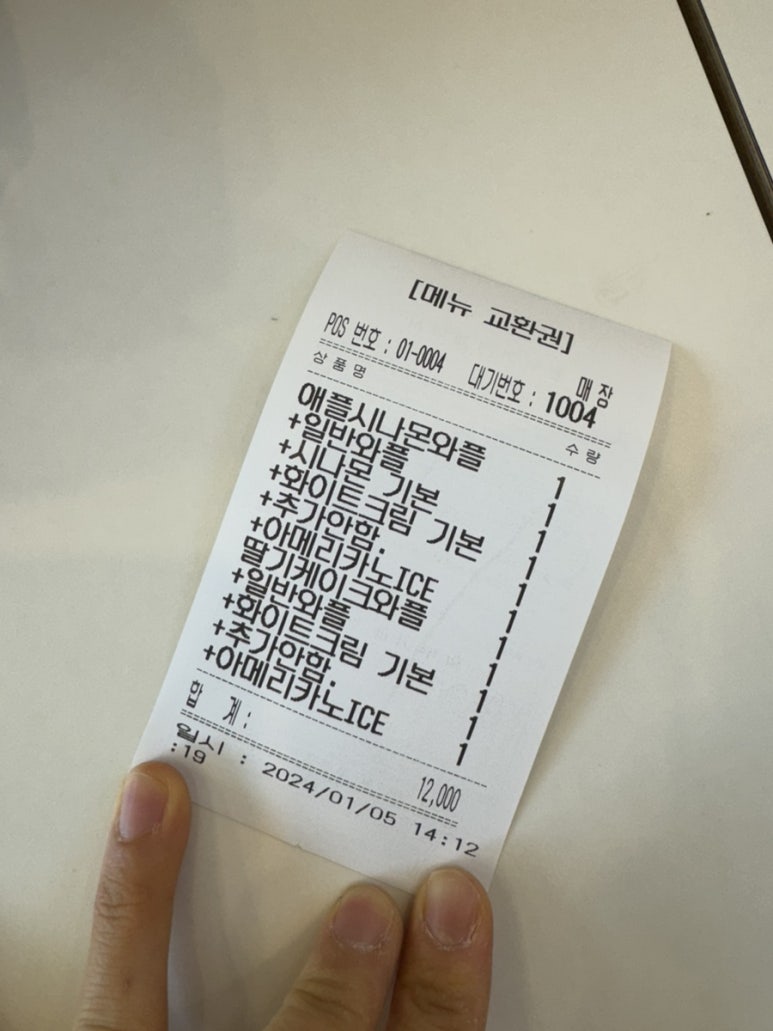 [메뉴 교환권]
매장
POS 번호 : 01-0004 대기번호 : 1004
상품명 수량
애플시나몬와플 1
+일반와플 1
+시나몬 기본 1
+화이트크림 기본 1
+추가안함. 1
+아메리카노ICE 1
딸기케이크와플 1
+일반와플 1
+화이트크림 기본 1
+추가안함. 1
+아메리카노ICE 1
합 계 : 12,000
일시 : 2024/01/05 14:12
:19